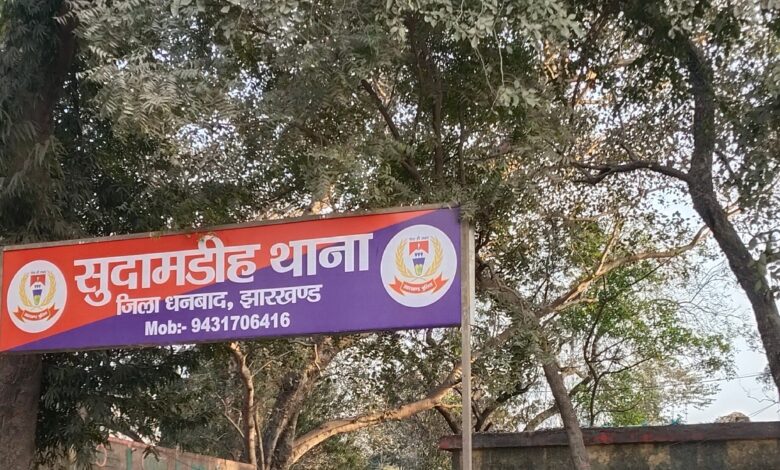 सुदामडीह थाना
जिला धनबाद, झारखण्ड
Mob:- 9431706416